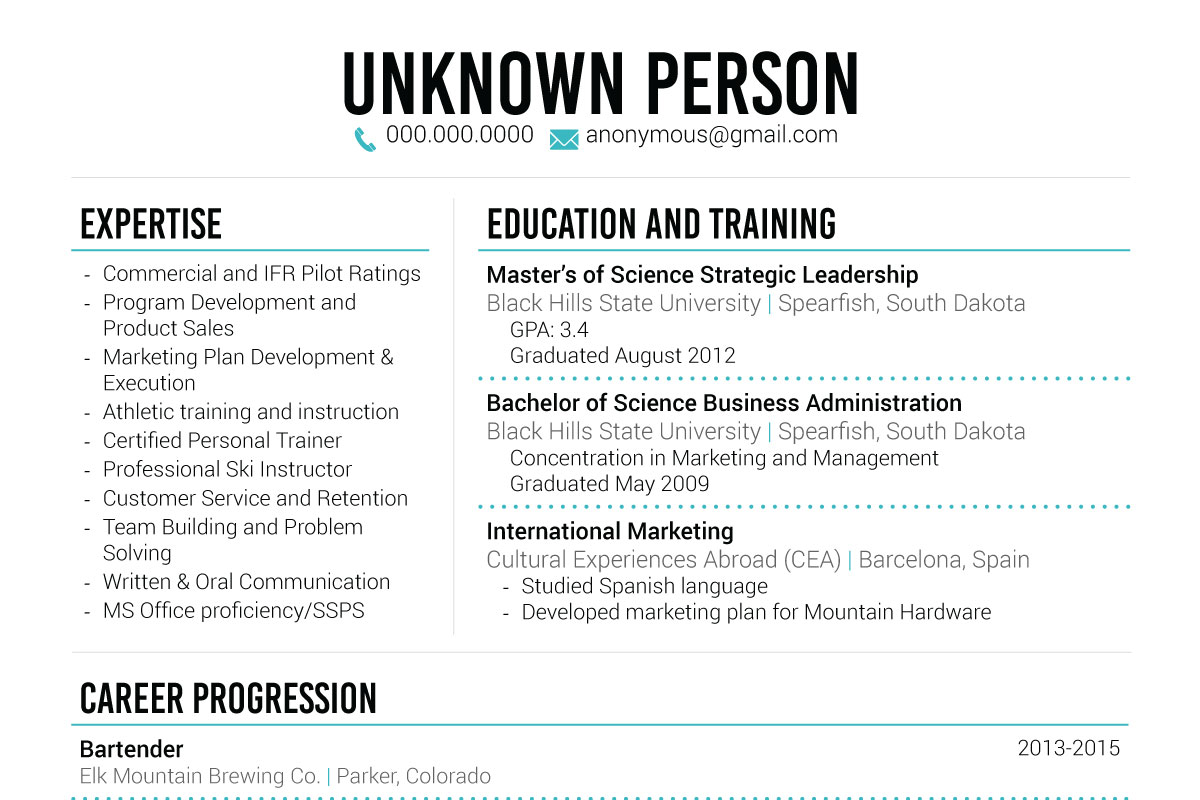 UNKNOWN PERSON
000.000.0000 anonymous@gmail.com
EXPERTISE
- Commercial and IFR Pilot Ratings
- Program Development and
Product Sales
- Marketing Plan Development &
Execution
- Athletic training and instruction
- Certified Personal Trainer
- Professional Ski Instructor
- Customer Service and Retention
- Team Building and Problem
Solving
- Written & Oral Communication
- MS Office proficiency/SSPS
EDUCATION AND TRAINING
Master’s of Science Strategic Leadership
Black Hills State University | Spearfish, South Dakota
GPA: 3.4
Graduated August 2012
Bachelor of Science Business Administration
Black Hills State University | Spearfish, South Dakota
Concentration in Marketing and Management
Graduated May 2009
International Marketing
Cultural Experiences Abroad (CEA) | Barcelona, Spain
- Studied Spanish language
- Developed marketing plan for Mountain Hardware
CAREER PROGRESSION
Bartender 2013-2015
Elk Mountain Brewing Co. | Parker, Colorado